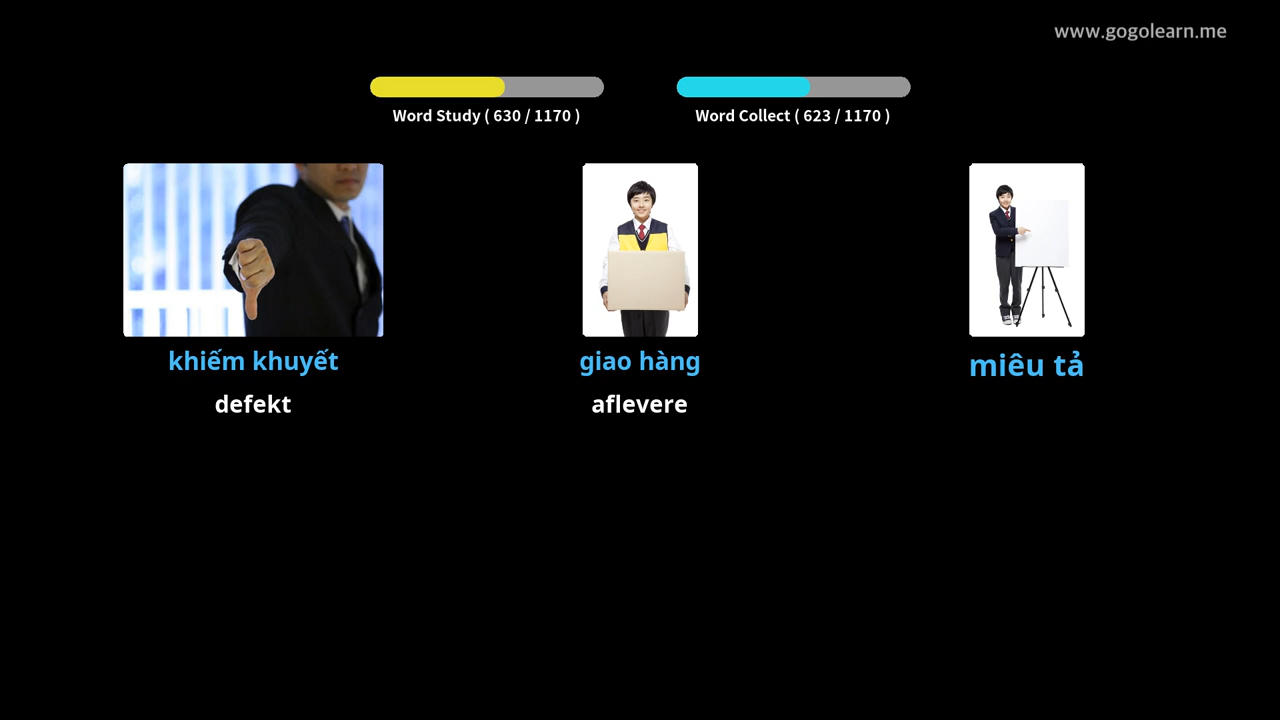 www.gogolearn.me
Word Study ( 630 / 1170 )
Word Collect ( 623 / 1170 )
khiếm khuyết
giao hàng
miêu tả
defekt
aflevere